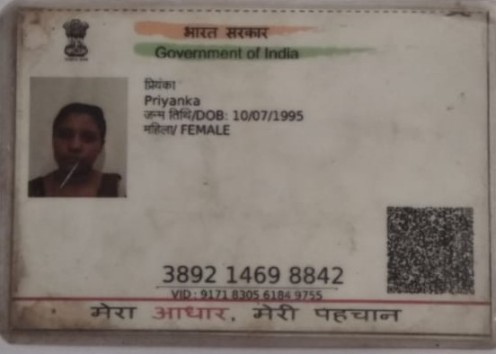 भारत सरकार
Government of India
प्रियंका
Priyanka
जन्म तिथि/DOB: 10/07/1995
महिला/ FEMALE
3892 1469 8842
VID : 9171 8305 6184 9755
मेरा आधार, मेरी पहचान